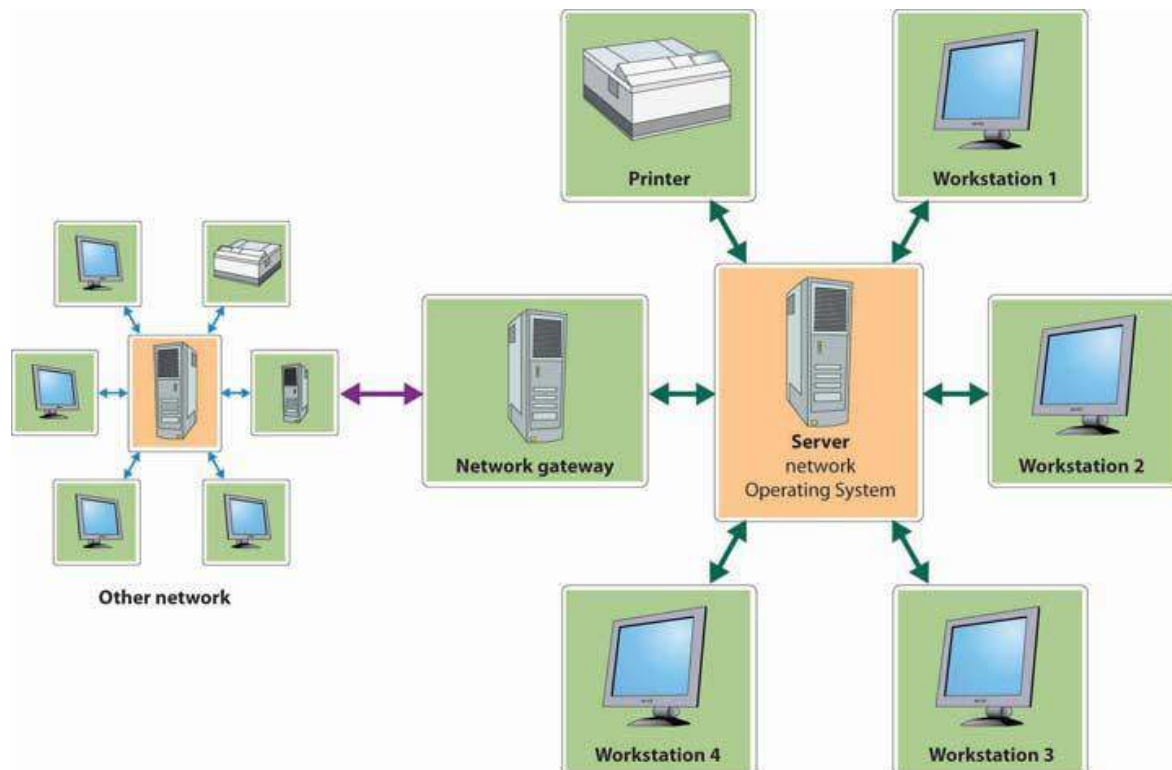 Printer
Workstation 1
Network gateway
Server
network
Operating System
Workstation 2
Other network
Workstation 4
Workstation 3